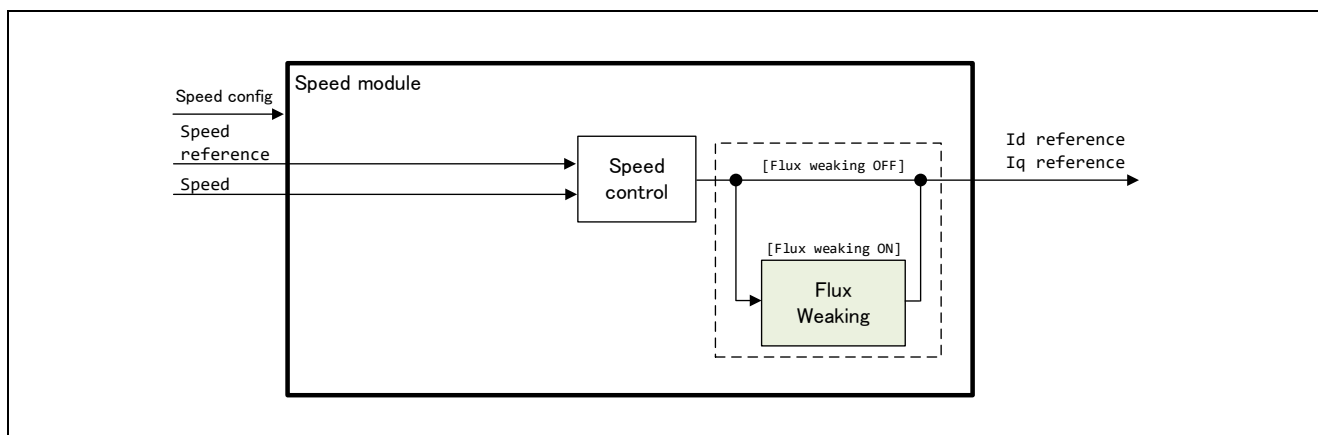 Speed module
Speed config
Speed
reference
Speed
Speed
control
[Flux weaking OFF]
[Flux weaking ON]
Flux
Weaking
Id reference
Iq reference